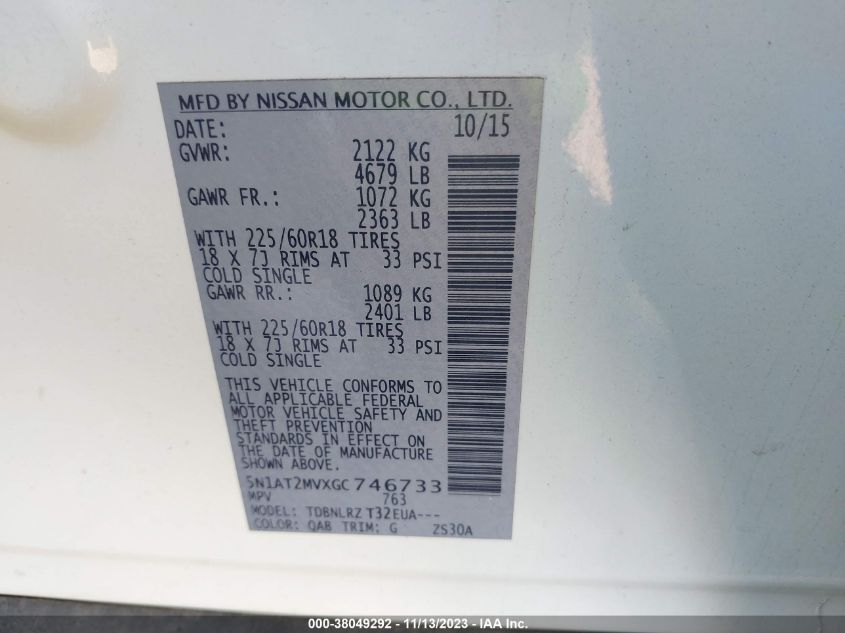 MFD BY NISSAN MOTOR CO., LTD.
DATE: 10/15
GVWR: 2122 KG
4679 LB
GAWR FR.: 1072 KG
2363 LB
WITH 225/60R18 TIRES
18 X 7J RIMS AT 33 PSI
COLD SINGLE
GAWR RR.: 1089 KG
2401 LB
WITH 225/60R18 TIRES
18 X 7J RIMS AT 33 PSI
COLD SINGLE
THIS VEHICLE CONFORMS TO
ALL APPLICABLE FEDERAL
MOTOR VEHICLE SAFETY AND
THEFT PREVENTION
STANDARDS IN EFFECT ON
THE DATE OF MANUFACTURE
SHOWN ABOVE.
5N1AT2MVXGC746733
MPV 763
MODEL: TDBNLRZ T32EUA---
COLOR: QAB TRIM: G ZS30A
000-38049292 - 11/13/2023 - IAA Inc.